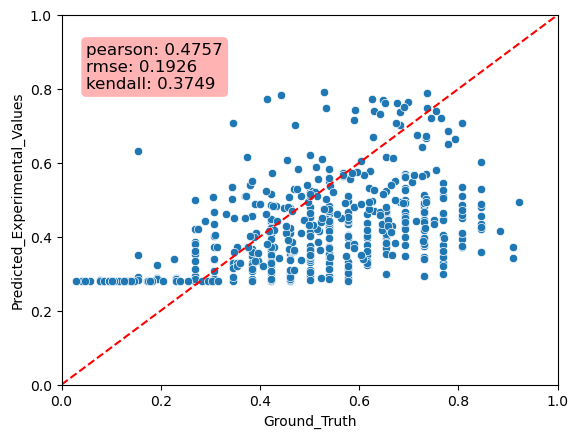 1.0
0.8
0.6
0.4
0.2
0.0
Predicted_Experimental_Values
pearson: 0.4757
rmse: 0.1926
kendall: 0.3749
0.0 0.2 0.4 0.6 0.8 1.0
Ground_Truth